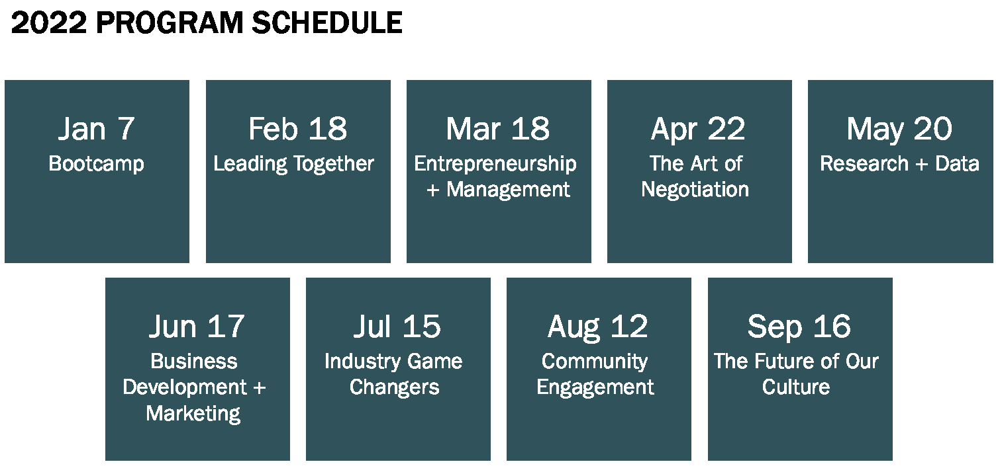 2022 PROGRAM SCHEDULE
Jan 7
Bootcamp
Feb 18
Leading Together
Mar 18
Entrepreneurship
+ Management
Apr 22
The Art of
Negotiation
May 20
Research + Data
Jun 17
Business
Development +
Marketing
Jul 15
Industry Game
Changers
Aug 12
Community
Engagement
Sep 16
The Future of Our
Culture